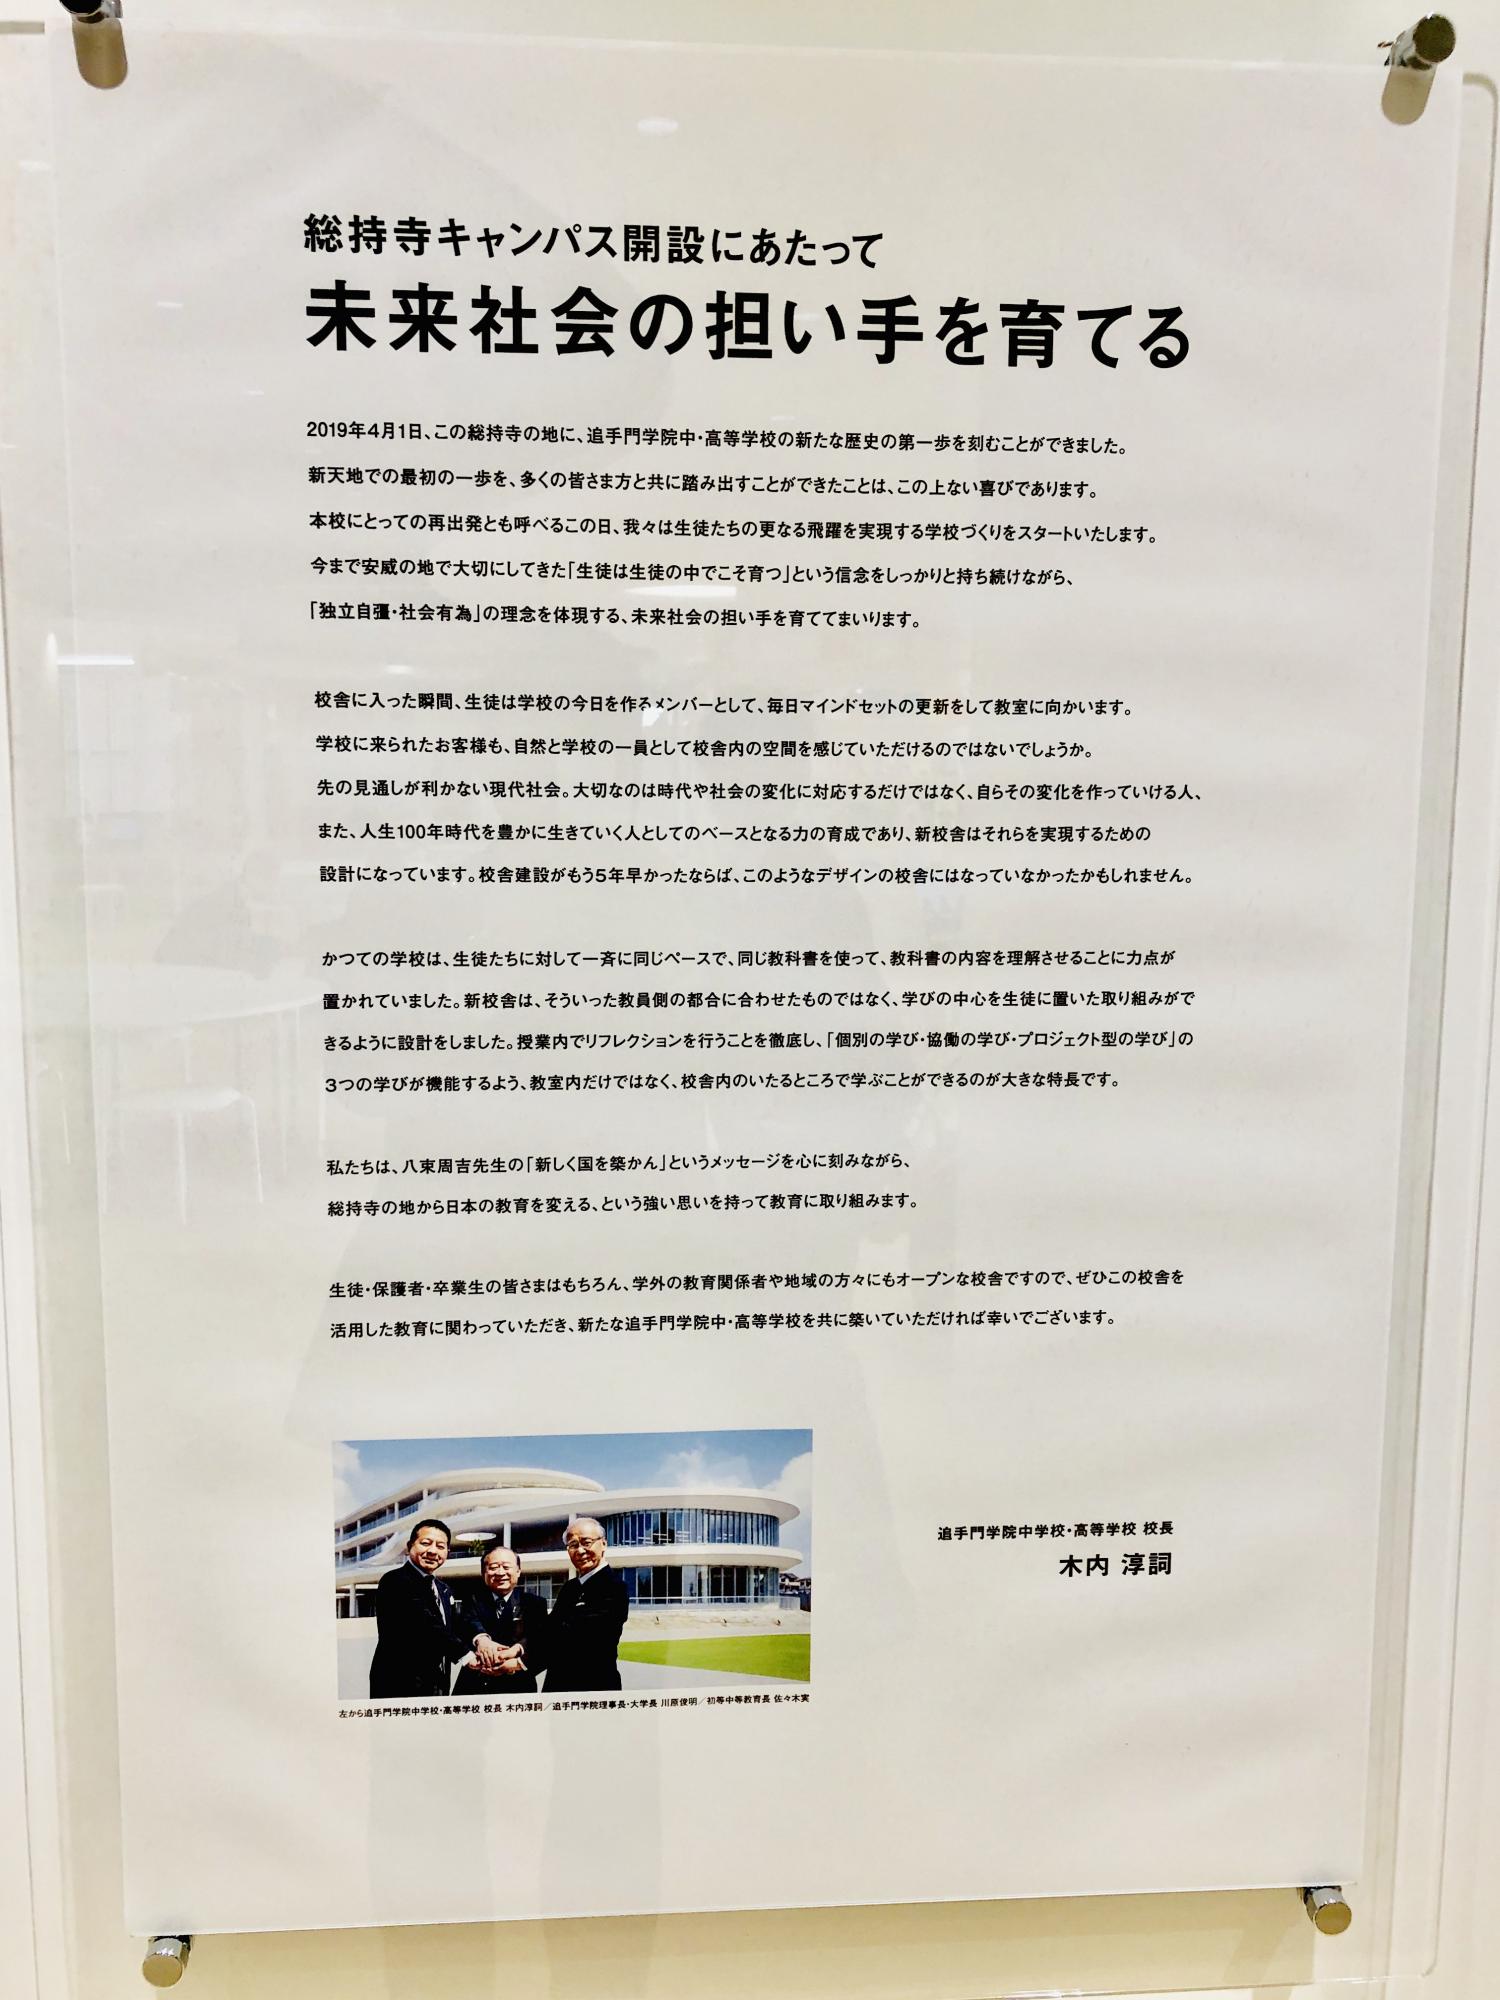 総持寺キャンパス開設にあたって
未来社会の担い手を育てる
2019年4月1日、この総持寺の地に、追手門学院中・高等学校の新たな歴史の第一歩を刻むことができました。
新天地での最初の一歩を、多くの皆さま方と共に踏み出すことができたことは、この上ない喜びであります。
本校にとっての再出発とも呼べるこの日、我々は生徒たちの更なる飛躍を実現する学校づくりをスタートいたします。
今まで安威の地で大切にしてきた「生徒は生徒の中でこそ育つ」という信念をしっかりと持ち続けながら、
「独立自彊・社会有為」の理念を体現する、未来社会の担い手を育ててまいります。
校舎に入った瞬間、生徒は学校の今日を作るメンバーとして、毎日マインドセットの更新をして教室に向かいます。
学校に来られたお客様も、自然と学校の一員として校舎内の空間を感じていただけるのではないでしょうか。
先の見通しが利かない現代社会。大切なのは時代や社会の変化に対応するだけではなく、自らその変化を作っていける人、
また、人生100年時代を豊かに生きていく人としてのベースとなる力の育成であり、新校舎はそれらを実現するための
設計になっています。校舎建設がもう5年早かったならば、このようなデザインの校舎にはなっていなかったかもしれません。
かつての学校は、生徒たちに対して一斉に同じペースで、同じ教科書を使って、教科書の内容を理解させることに力点が
置かれていました。新校舎は、そういった教員側の都合に合わせたものではなく、学びの中心を生徒に置いた取り組みがで
きるように設計をしました。授業内でリフレクションを行うことを徹底し、「個別の学び・協働の学び・プロジェクト型の学び」の
3つの学びが機能するよう、教室内だけではなく、校舎内のいたるところで学ぶことができるのが大きな特長です。
私たちは、八束周吉先生の「新しく国を築かん」というメッセージを心に刻みながら、
総持寺の地から日本の教育を変える、という強い思いを持って教育に取り組みます。
生徒・保護者・卒業生の皆さまはもちろん、学外の教育関係者や地域の方々にもオープンな校舎ですので、ぜひこの校舎を
活用した教育に関わっていただき、新たな追手門学院中・高等学校を共に築いていただければ幸いでございます。
追手門学院中学校・高等学校 校長
木内 淳詞
左から追手門学院中学校・高等学校 校長 木内淳詞／追手門学院理事長・大学長 川原俊明／初等中等教育長 佐々木実